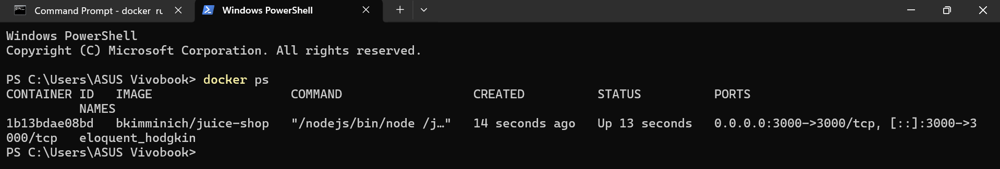 Command Prompt - docker ru
Windows PowerShell
Windows PowerShell
Copyright (C) Microsoft Corporation. All rights reserved.
PS C:\Users\ASUS Vivobook> docker ps
CONTAINER ID   IMAGE                   COMMAND                  CREATED          STATUS          PORTS
          NAMES
1b13bdae08bd   bkimminich/juice-shop   "/nodejs/bin/node /j…"   14 seconds ago   Up 13 seconds   0.0.0.0:3000->3000/tcp, [::]:3000->3
000/tcp   eloquent_hodgkin
PS C:\Users\ASUS Vivobook>